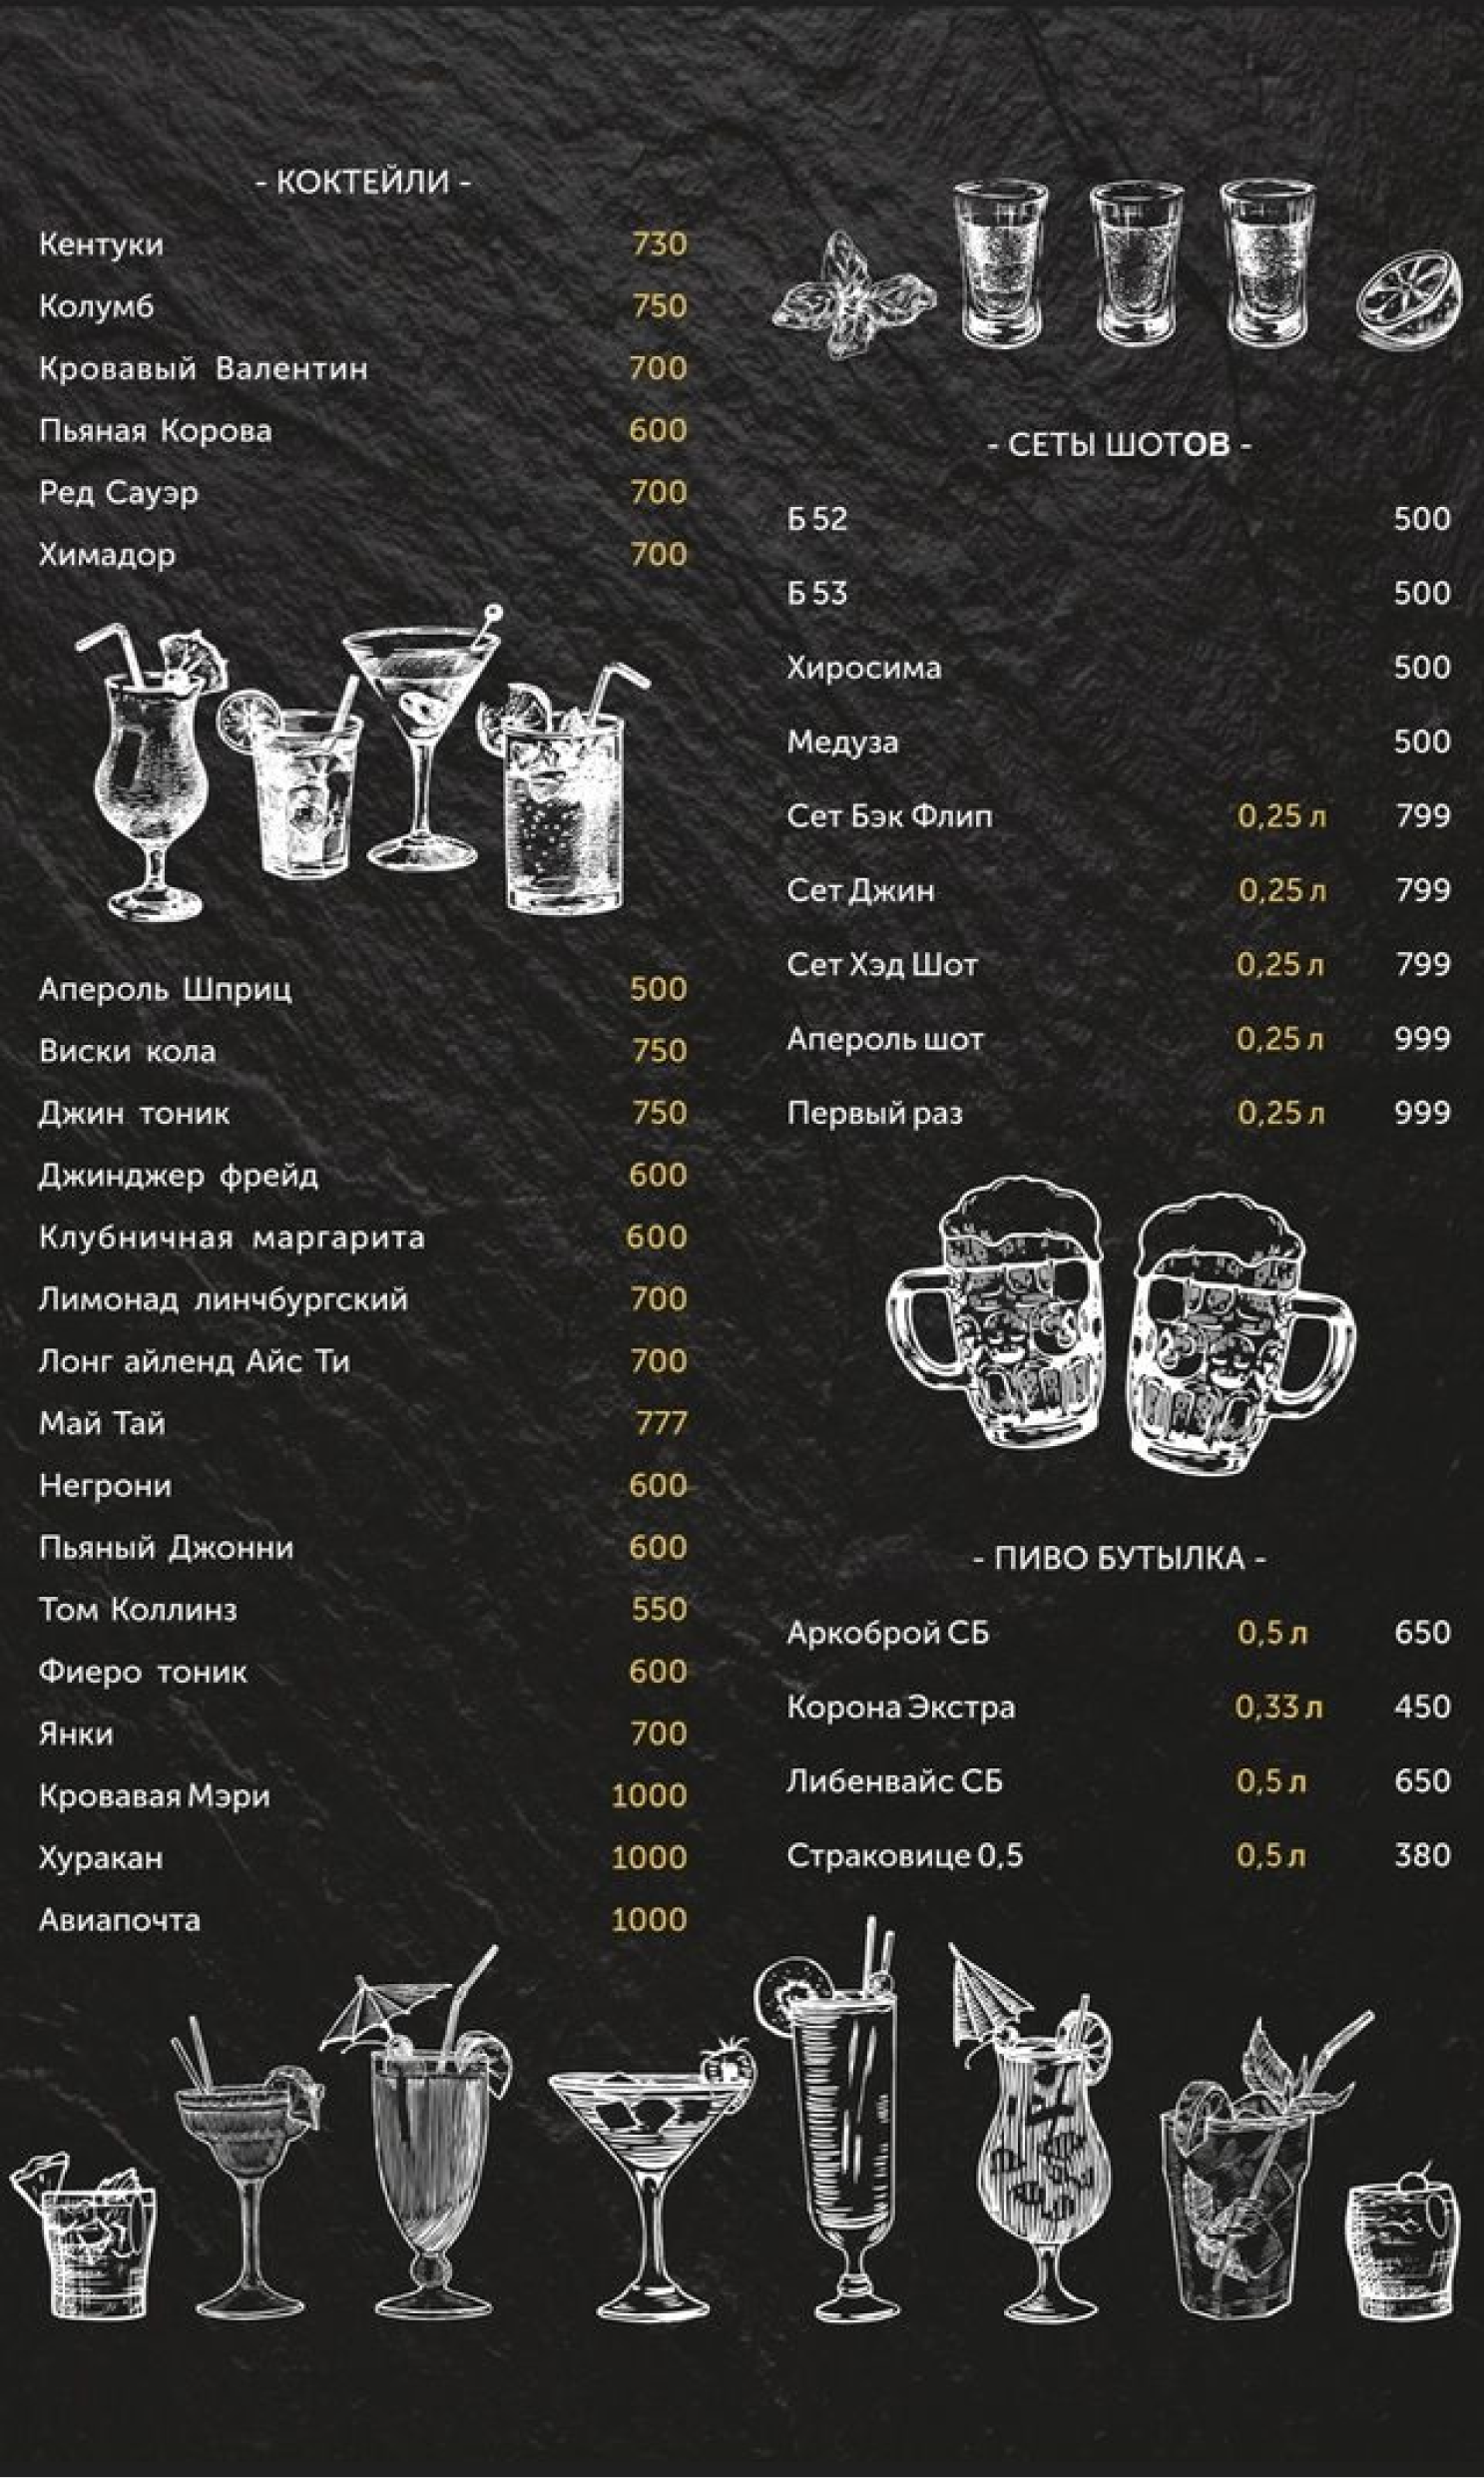 - КОКТЕЙЛИ -
Кентуки 730
Колумб 750
Кровавый Валентин 700
Пьяная Корова 600
Ред Сауэр 700
Химадор 700
Апероль Шприц 500
Виски кола 750
Джин тоник 750
Джинджер фрейд 600
Клубничная маргарита 600
Лимонад линчбургский 700
Лонг айленд Айс Ти 700
Май Тай 777
Негрони 600
Пьяный Джонни 600
Том Коллинз 550
Фиеро тоник 600
Янки 700
Кровавая Мэри 1000
Хуракан 1000
Авиапочта 1000
- СЕТЫ ШОТОВ -
Б 52 500
Б 53 500
Хиросима 500
Медуза 500
Сет Бэк Флип 0,25 л 799
Сет Джин 0,25 л 799
Сет Хэд Шот 0,25 л 799
Апероль шот 0,25 л 999
Первый раз 0,25 л 999
- ПИВО БУТЫЛКА -
Аркоброй СБ 0,5 л 650
Корона Экстра 0,33 л 450
Либенвайс СБ 0,5 л 650
Страковице 0,5 0,5 л 380